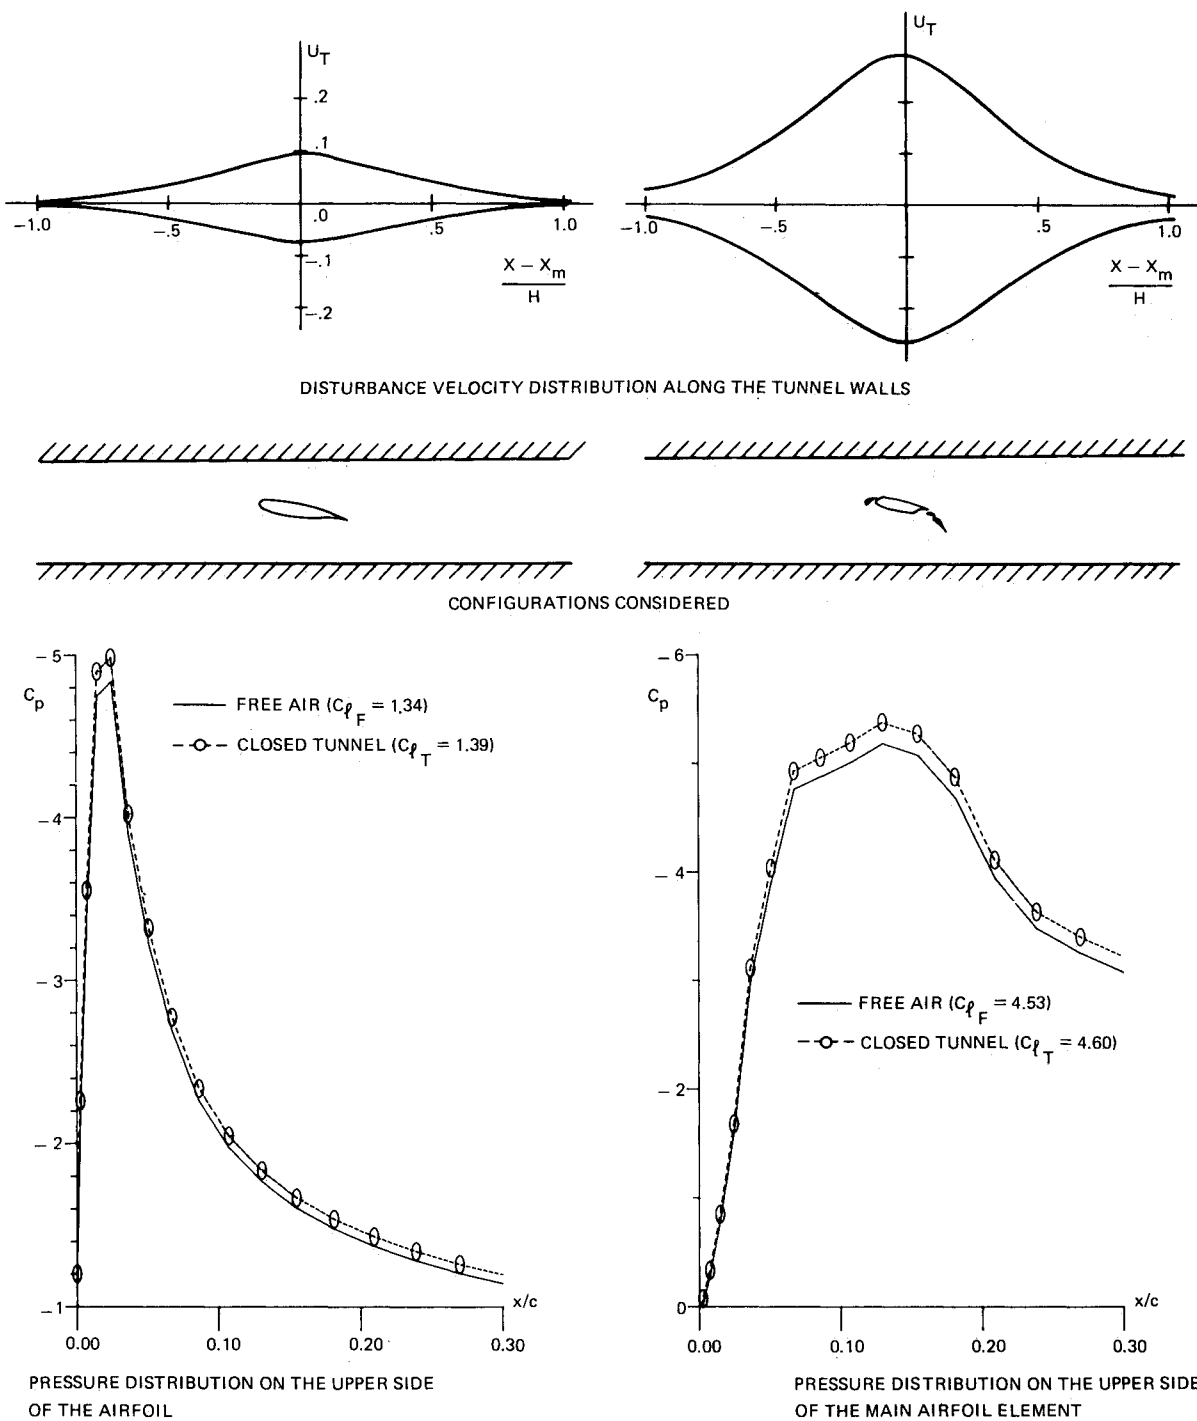 U_T
.2
.1
.0
-.1
-.2
-1.0
-.5
.5
1.0
X - X_m
H
U_T
-1.0
-.5
.5
1.0
X - X_m
H
DISTURBANCE VELOCITY DISTRIBUTION ALONG THE TUNNEL WALLS
CONFIGURATIONS CONSIDERED
-5
C_p
-4
-3
-2
-1
FREE AIR (C_ℓ_F = 1.34)
CLOSED TUNNEL (C_ℓ_T = 1.39)
x/c
0.00
0.10
0.20
0.30
PRESSURE DISTRIBUTION ON THE UPPER SIDE
OF THE AIRFOIL
-6
C_p
-4
-2
0
FREE AIR (C_ℓ_F = 4.53)
CLOSED TUNNEL (C_ℓ_T = 4.60)
x/c
0.00
0.10
0.20
0.30
PRESSURE DISTRIBUTION ON THE UPPER SIDE
OF THE MAIN AIRFOIL ELEMENT